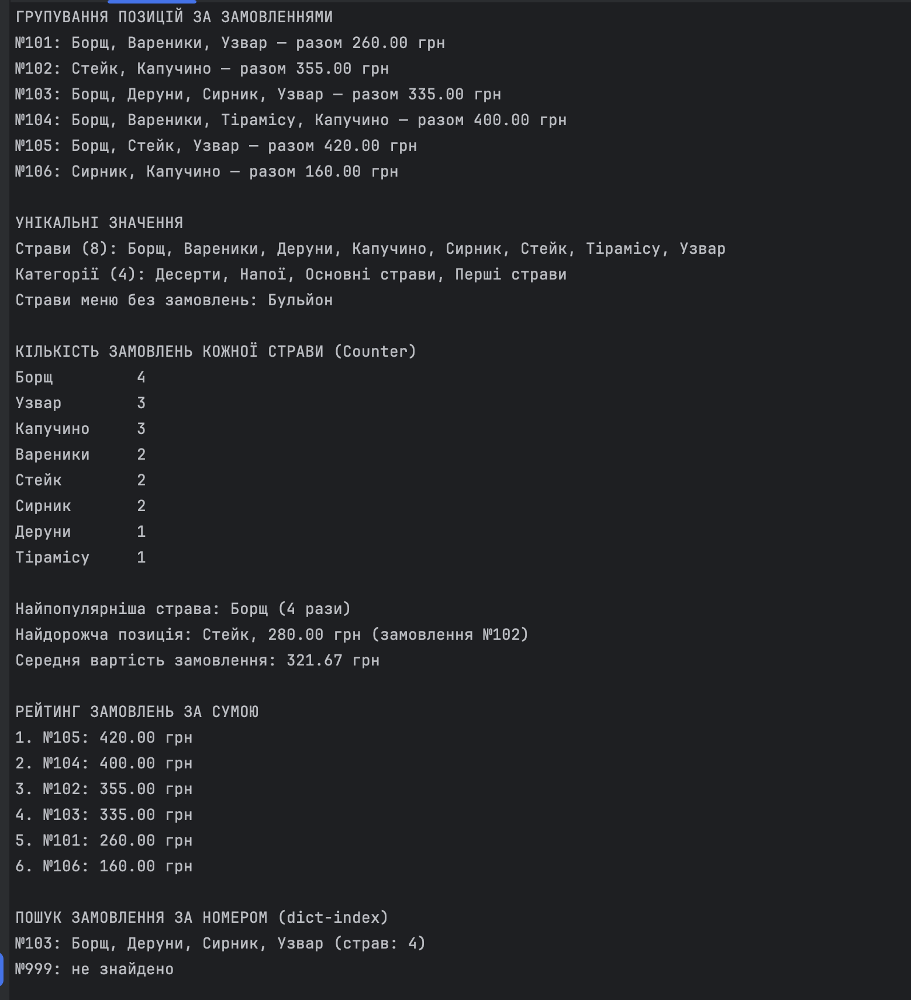 ГРУПУВАННЯ ПОЗИЦІЙ ЗА ЗАМОВЛЕННЯМИ
№101: Борщ, Вареники, Узвар — разом 260.00 грн
№102: Стейк, Капучино — разом 355.00 грн
№103: Борщ, Деруни, Сирник, Узвар — разом 335.00 грн
№104: Борщ, Вареники, Тірамісу, Капучино — разом 400.00 грн
№105: Борщ, Стейк, Узвар — разом 420.00 грн
№106: Сирник, Капучино — разом 160.00 грн
УНІКАЛЬНІ ЗНАЧЕННЯ
Страви (8): Борщ, Вареники, Деруни, Капучино, Сирник, Стейк, Тірамісу, Узвар
Категорії (4): Десерти, Напої, Основні страви, Перші страви
Страви меню без замовлень: Бульйон
КІЛЬКІСТЬ ЗАМОВЛЕНЬ КОЖНОЇ СТРАВИ (Counter)
Борщ 4
Узвар 3
Капучино 3
Вареники 2
Стейк 2
Сирник 2
Деруни 1
Тірамісу 1
Найпопулярніша страва: Борщ (4 рази)
Найдорожча позиція: Стейк, 280.00 грн (замовлення №102)
Середня вартість замовлення: 321.67 грн
РЕЙТИНГ ЗАМОВЛЕНЬ ЗА СУМОЮ
1. №105: 420.00 грн
2. №104: 400.00 грн
3. №102: 355.00 грн
4. №103: 335.00 грн
5. №101: 260.00 грн
6. №106: 160.00 грн
ПОШУК ЗАМОВЛЕННЯ ЗА НОМЕРОМ (dict-index)
№103: Борщ, Деруни, Сирник, Узвар (страв: 4)
№999: не знайдено